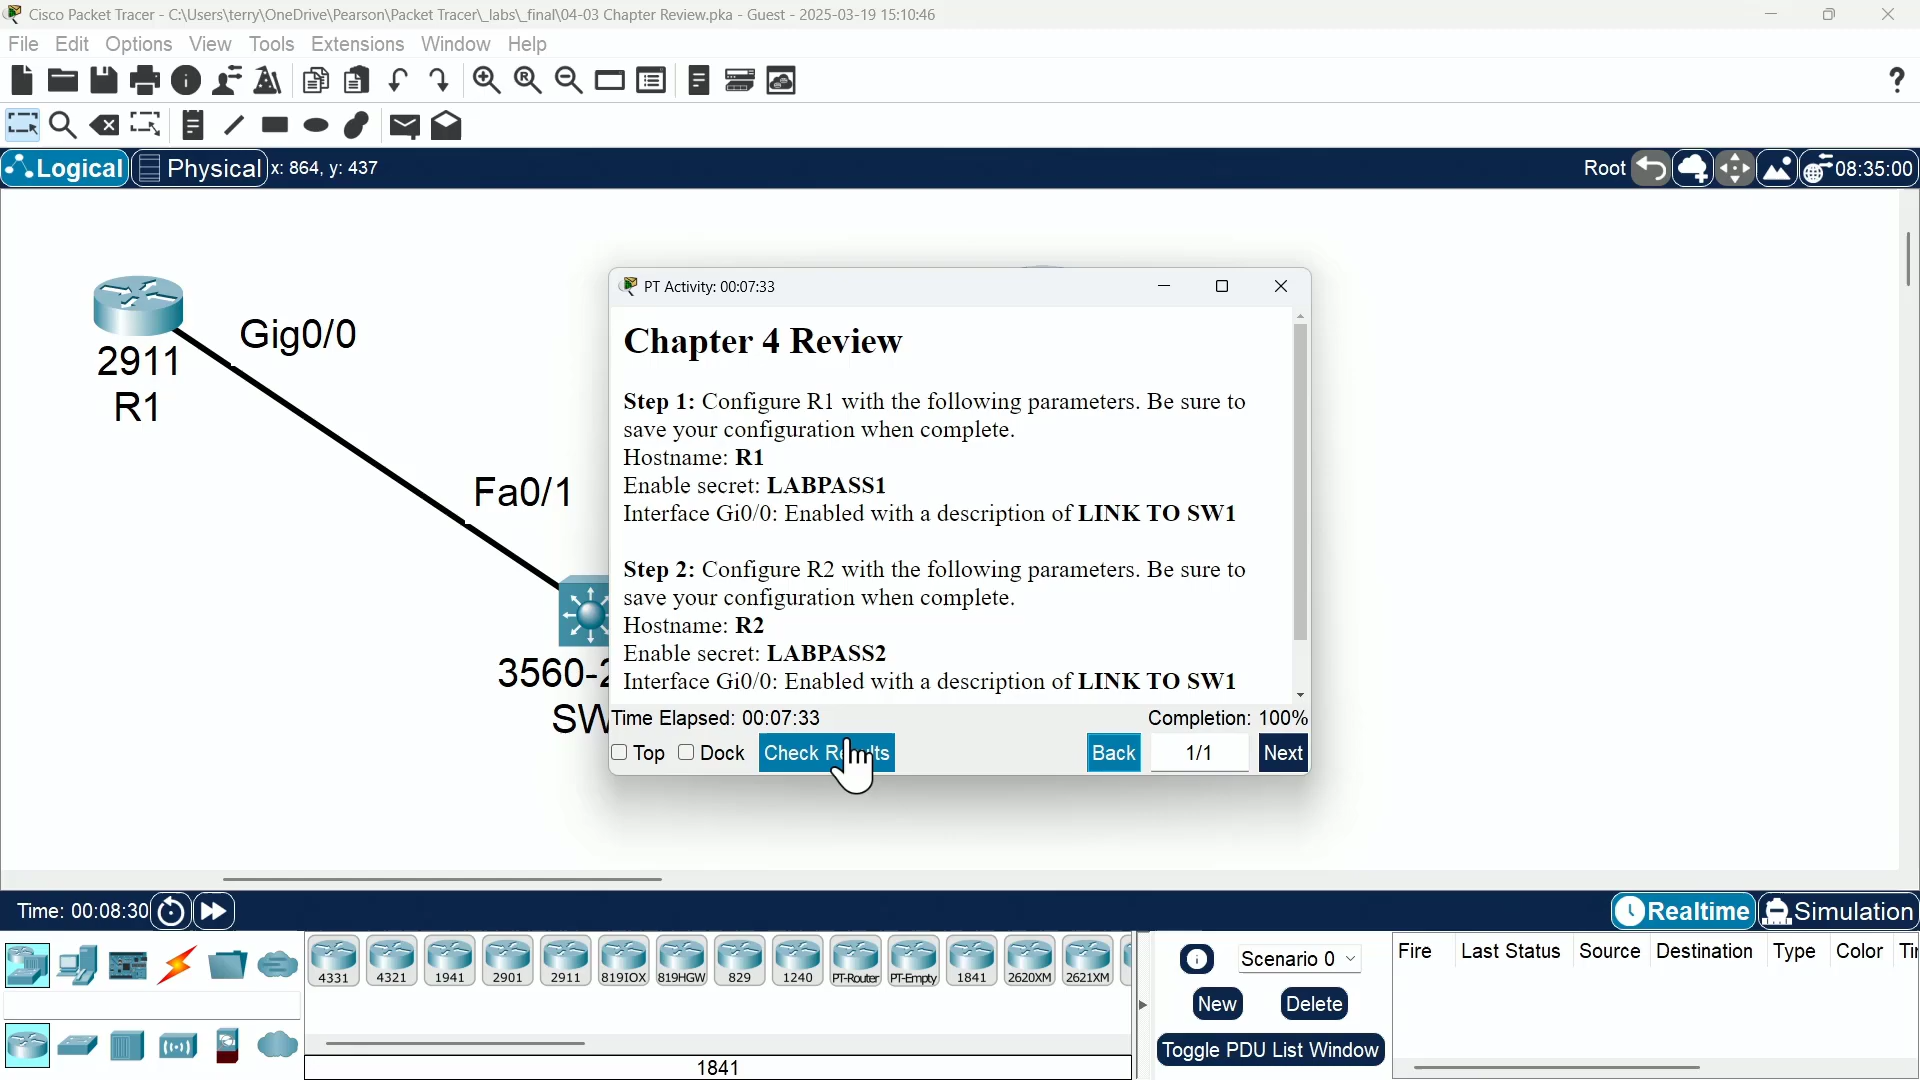 Cisco Packet Tracer - C:\Users\terry\OneDrive\Pearson\Packet Tracer\_labs\_final\04-03 Chapter Review.pka - Guest - 2025-03-19 15:10:46
File Edit Options View Tools Extensions Window Help
Logical Physical x: 864, y: 437 Root 08:35:00
Gig0/0
2911
R1
Fa0/1
3560-2
SW
PT Activity: 00:07:33
Chapter 4 Review
Step 1: Configure R1 with the following parameters. Be sure to
save your configuration when complete.
Hostname: R1
Enable secret: LABPASS1
Interface Gi0/0: Enabled with a description of LINK TO SW1
Step 2: Configure R2 with the following parameters. Be sure to
save your configuration when complete.
Hostname: R2
Enable secret: LABPASS2
Interface Gi0/0: Enabled with a description of LINK TO SW1
Time Elapsed: 00:07:33 Completion: 100%
Top Dock Check Results Back 1/1 Next
Time: 00:08:30 Realtime Simulation
4331 4321 1941 2901 2911 819IOX 819HGW 829 1240 PT-Router PT-Empty 1841 2620XM 2621XM
1841
Scenario 0
New Delete
Toggle PDU List Window
Fire Last Status Source Destination Type Color Tir